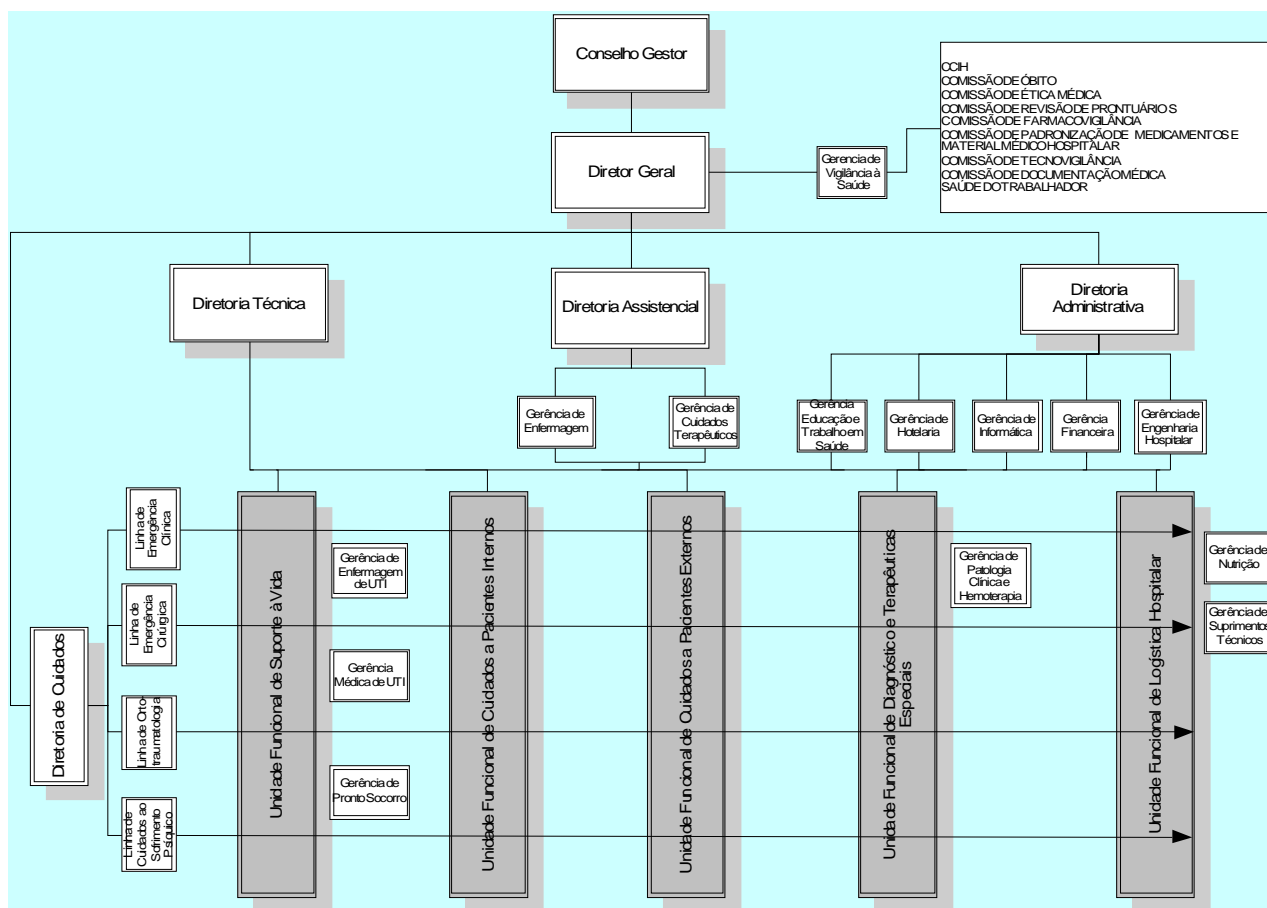 Conselho Gestor
CCIH
COMISSÃO DE ÓBITO
COMISSÃO DE ÉTICA MÉDICA
COMISSÃO DE REVISÃO DE PRONTUÁRIOS
COMISSÃO DE FARMACOVIGILÂNCIA
COMISSÃO DE PADRONIZAÇÃO DE MEDICAMENTOS E
MATERIAL MÉDICO HOSPITALAR
COMISSÃO DE TECNOVIGILÂNCIA
COMISSÃO DE DOCUMENTAÇÃO MÉDICA
SAÚDE DO TRABALHADOR
Diretor Geral
Gerencia de
Vigilância à
Saúde
Diretoria Técnica
Diretoria Assistencial
Diretoria
Administrativa
Gerência de
Enfermagem
Gerência de
Cuidados
Terapêuticos
Gerência
Educação e
Trabalho em
Saúde
Gerência de
Hotelaria
Gerência de
Informática
Gerência
Financeira
Gerência de
Engenharia
Hospitalar
Diretoria de Cuidados
Linha de
Emergência
Clínica
Linha de
Emergência
Cirúrgica
Linha de Orto-
traumatologia
Linha de
Cuidados ao
Sofrimento
Psíquico
Unidade Funcional de Suporte à Vida
Gerência de
Enfermagem
de UTI
Gerência
Médica de UTI
Gerência de
Pronto Socorro
Unidade Funcional de Cuidados a Pacientes Internos
Unidade Funcional de Cuidados a Pacientes Externos
Unidade Funcional de Diagnóstico e Terapêuticas
Especiais
Gerência de
Patologia
Clínica e
Hemoterapia
Unidade Funcional de Logística Hospitalar
Gerência de
Nutrição
Gerência de
Suprimentos
Técnicos